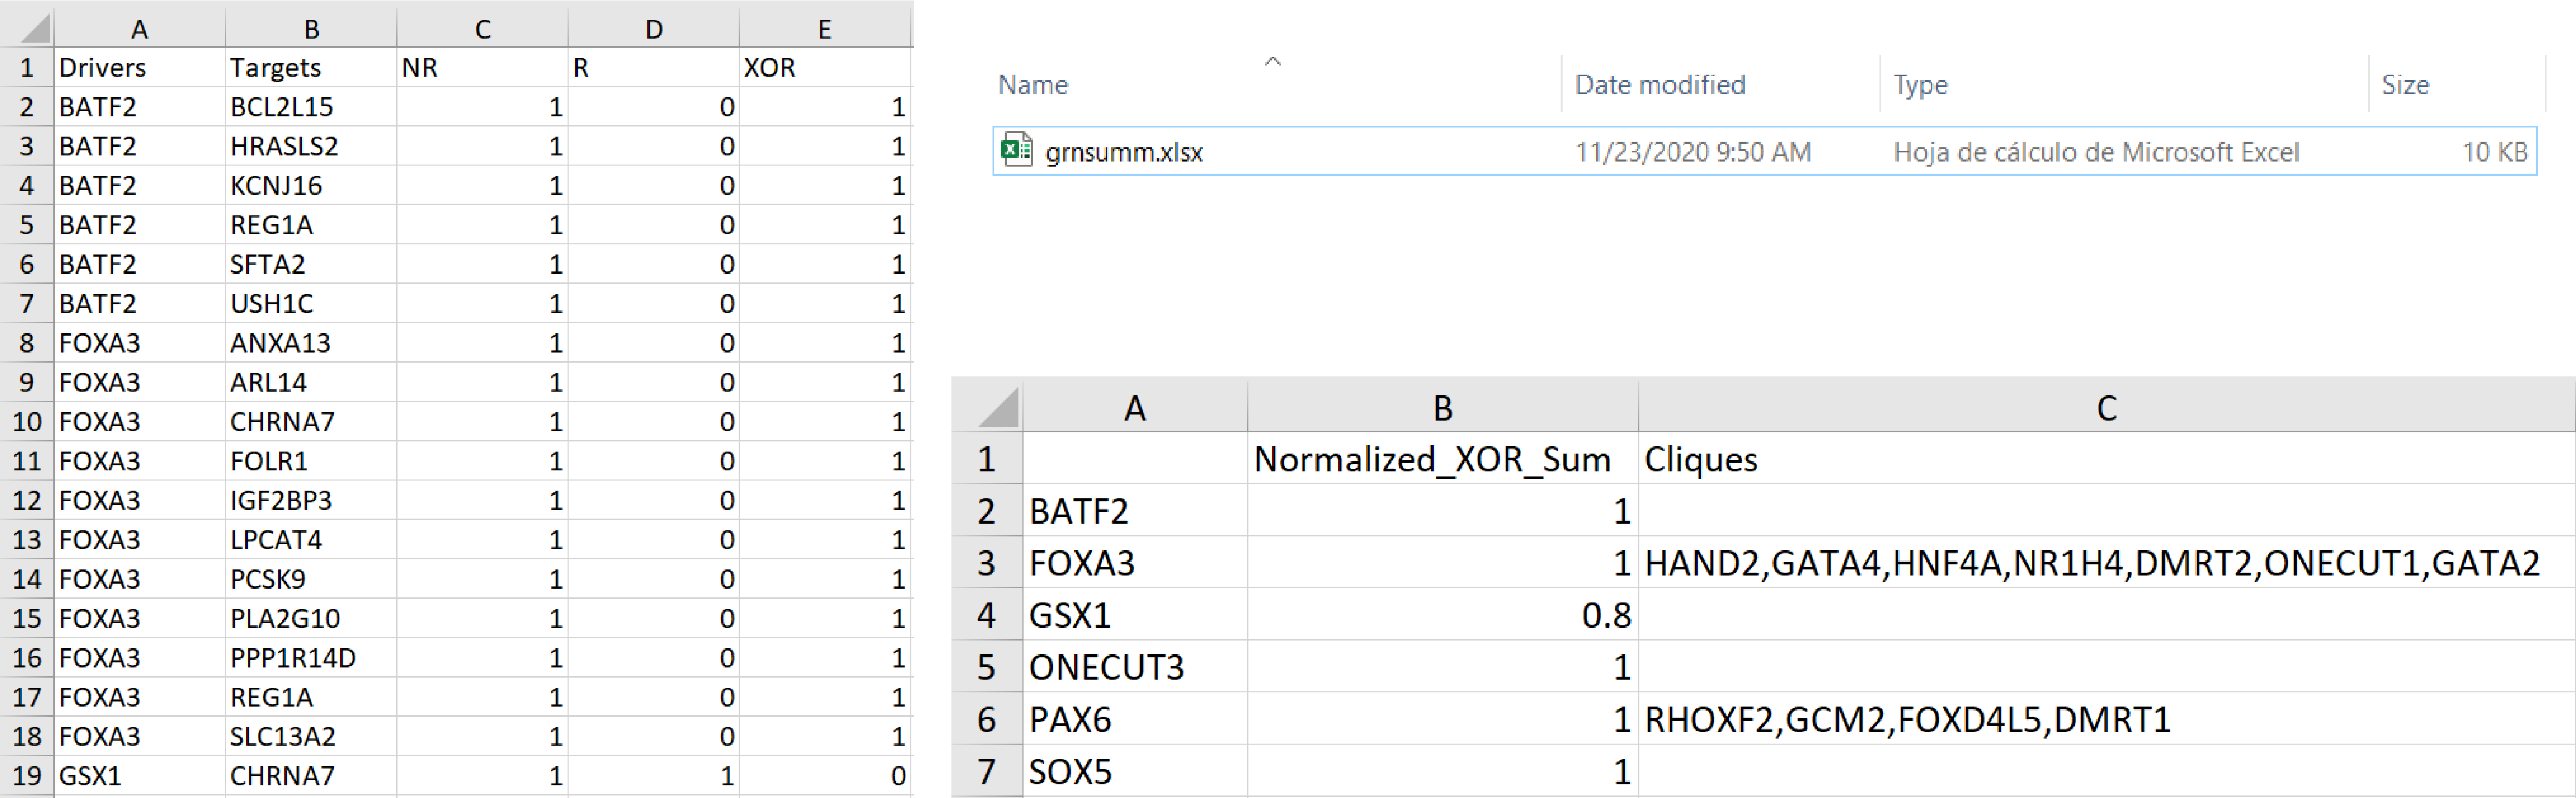 A B C D E
1 Drivers Targets NR R XOR
2 BATF2 BCL2L15 1 0 1
3 BATF2 HRASLS2 1 0 1
4 BATF2 KCNJ16 1 0 1
5 BATF2 REG1A 1 0 1
6 BATF2 SFTA2 1 0 1
7 BATF2 USH1C 1 0 1
8 FOXA3 ANXA13 1 0 1
9 FOXA3 ARL14 1 0 1
10 FOXA3 CHRNA7 1 0 1
11 FOXA3 FOLR1 1 0 1
12 FOXA3 IGF2BP3 1 0 1
13 FOXA3 LPCAT4 1 0 1
14 FOXA3 PCSK9 1 0 1
15 FOXA3 PLA2G10 1 0 1
16 FOXA3 PPP1R14D 1 0 1
17 FOXA3 REG1A 1 0 1
18 FOXA3 SLC13A2 1 0 1
19 GSX1 CHRNA7 1 1 0
Name Date modified Type Size
grnsumm.xlsx 11/23/2020 9:50 AM Hoja de cálculo de Microsoft Excel 10 KB
A B C
1 Normalized_XOR_Sum Cliques
2 BATF2 1
3 FOXA3 1 HAND2,GATA4,HNF4A,NR1H4,DMRT2,ONECUT1,GATA2
4 GSX1 0.8
5 ONECUT3 1
6 PAX6 1 RHOXF2,GCM2,FOXD4L5,DMRT1
7 SOX5 1